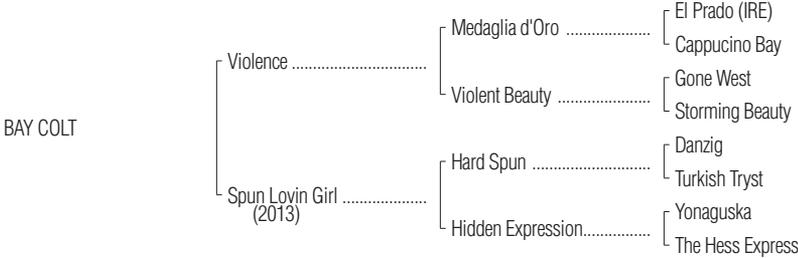 El Prado (IRE)
Medaglia d'Oro ....................
Cappucino Bay
Violence ................................
Gone West
Violent Beauty ......................
Storming Beauty
BAY COLT
Danzig
Hard Spun ............................
Turkish Tryst
Spun Lovin Girl ....................
(2013)
Yonaguska
Hidden Expression................
The Hess Express